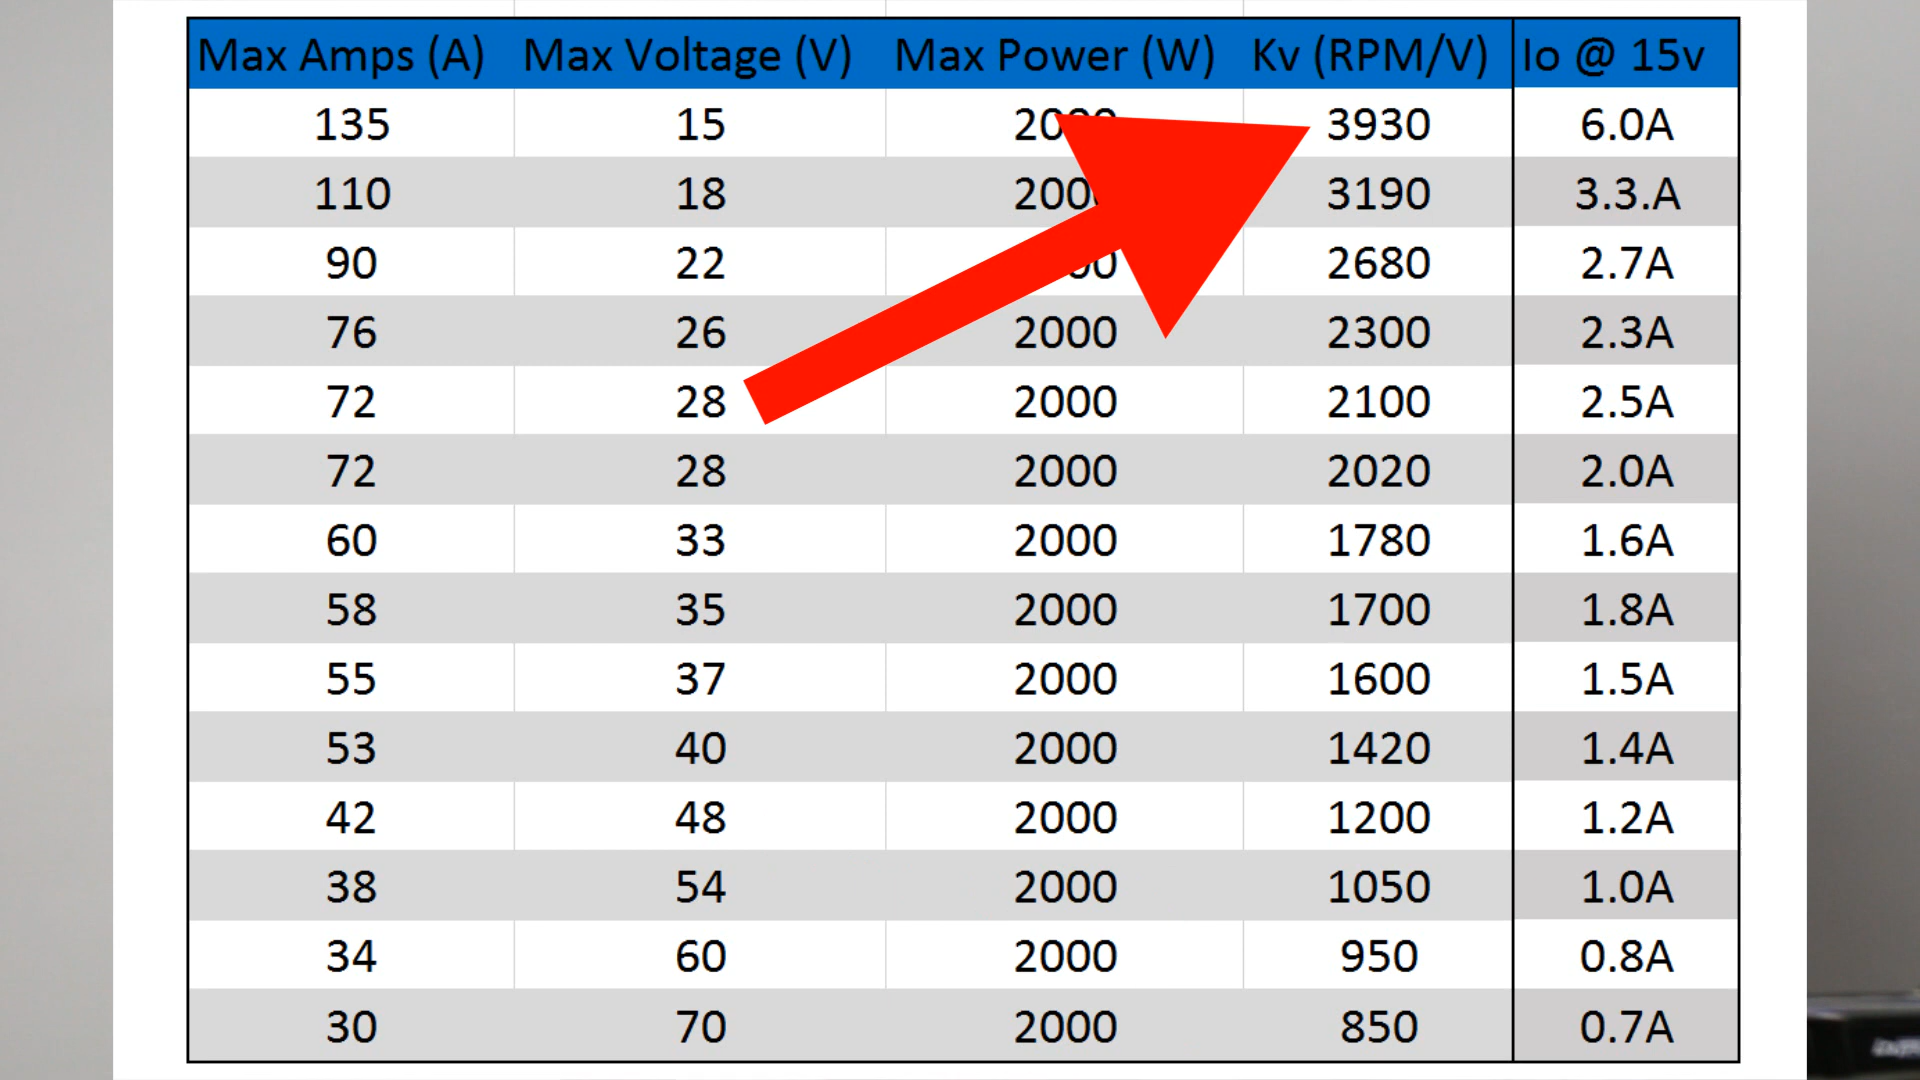 Max Amps (A) Max Voltage (V) Max Power (W) Kv (RPM/V) Io @ 15v
135 15 3930 6.0A
110 18 3190 3.3.A
90 22 2680 2.7A
76 26 2000 2300 2.3A
72 28 2000 2100 2.5A
72 28 2000 2020 2.0A
60 33 2000 1780 1.6A
58 35 2000 1700 1.8A
55 37 2000 1600 1.5A
53 40 2000 1420 1.4A
42 48 2000 1200 1.2A
38 54 2000 1050 1.0A
34 60 2000 950 0.8A
30 70 2000 850 0.7A